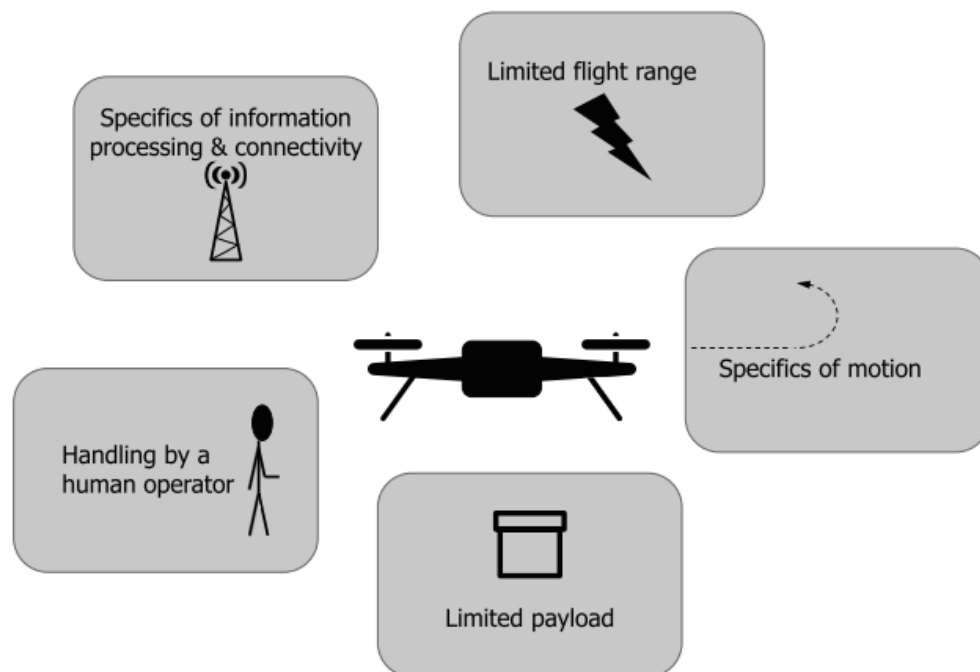 Limited flight range
Specifics of information
processing & connectivity
Specifics of motion
Handling by a
human operator
Limited payload